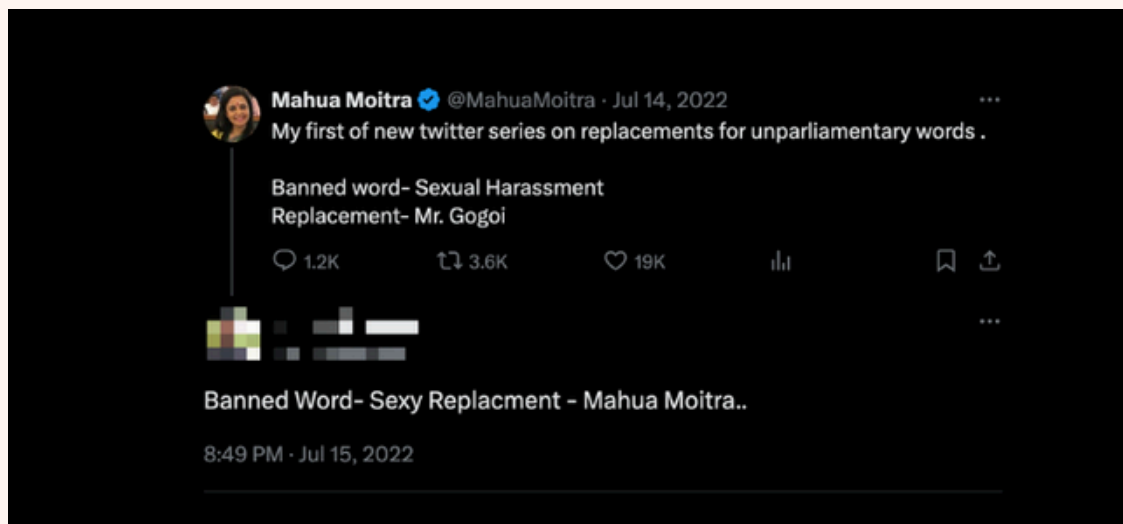 Mahua Moitra @MahuaMoitra · Jul 14, 2022
My first of new twitter series on replacements for unparliamentary words .
Banned word- Sexual Harassment
Replacement- Mr. Gogoi
1.2K 3.6K 19K
Banned Word- Sexy Replacment - Mahua Moitra..
8:49 PM · Jul 15, 2022